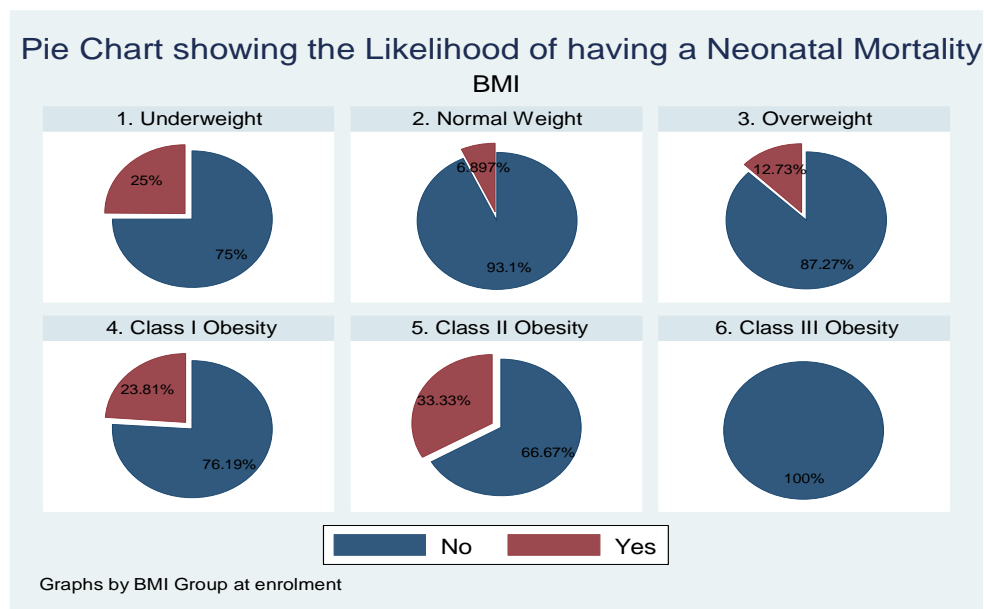 Pie Chart showing the Likelihood of having a Neonatal Mortality
BMI
1. Underweight
2. Normal Weight
3. Overweight
25%
75%
6.897%
93.1%
12.73%
87.27%
4. Class I Obesity
5. Class II Obesity
6. Class III Obesity
23.81%
76.19%
33.33%
66.67%
100%
No
Yes
Graphs by BMI Group at enrolment